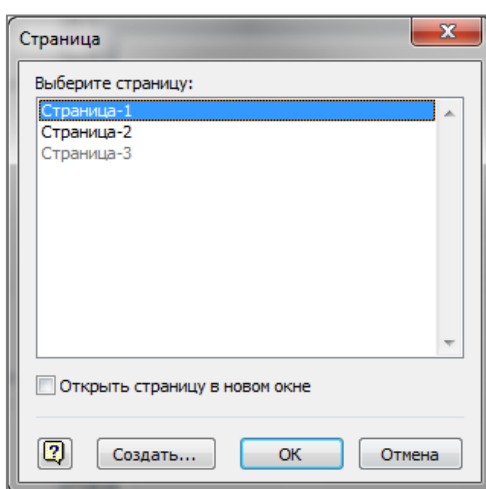 Страница
Выберите страницу:
Страница-1
Страница-2
Страница-3
Открыть страницу в новом окне
Создать... ОК Отмена